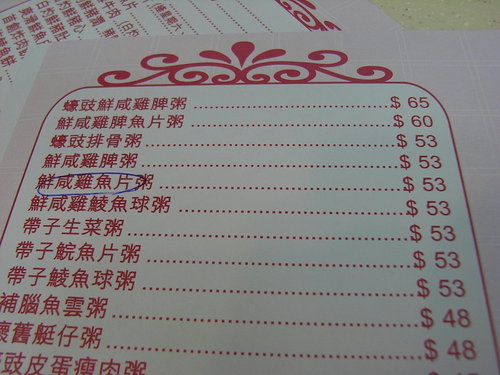 蠔豉鮮咸雞脾粥 $ 65
鮮咸雞脾魚片粥 $ 60
蠔豉排骨粥 $ 53
鮮咸雞脾粥 $ 53
鮮咸雞魚片粥 $ 53
鮮咸雞鯪魚球粥 $ 53
帶子生菜粥 $ 53
帶子鯇魚片粥 $ 53
帶子鯪魚球粥 $ 53
補腦魚雲粥 $ 48
懷舊艇仔粥 $ 48
豉皮蛋瘦肉粥